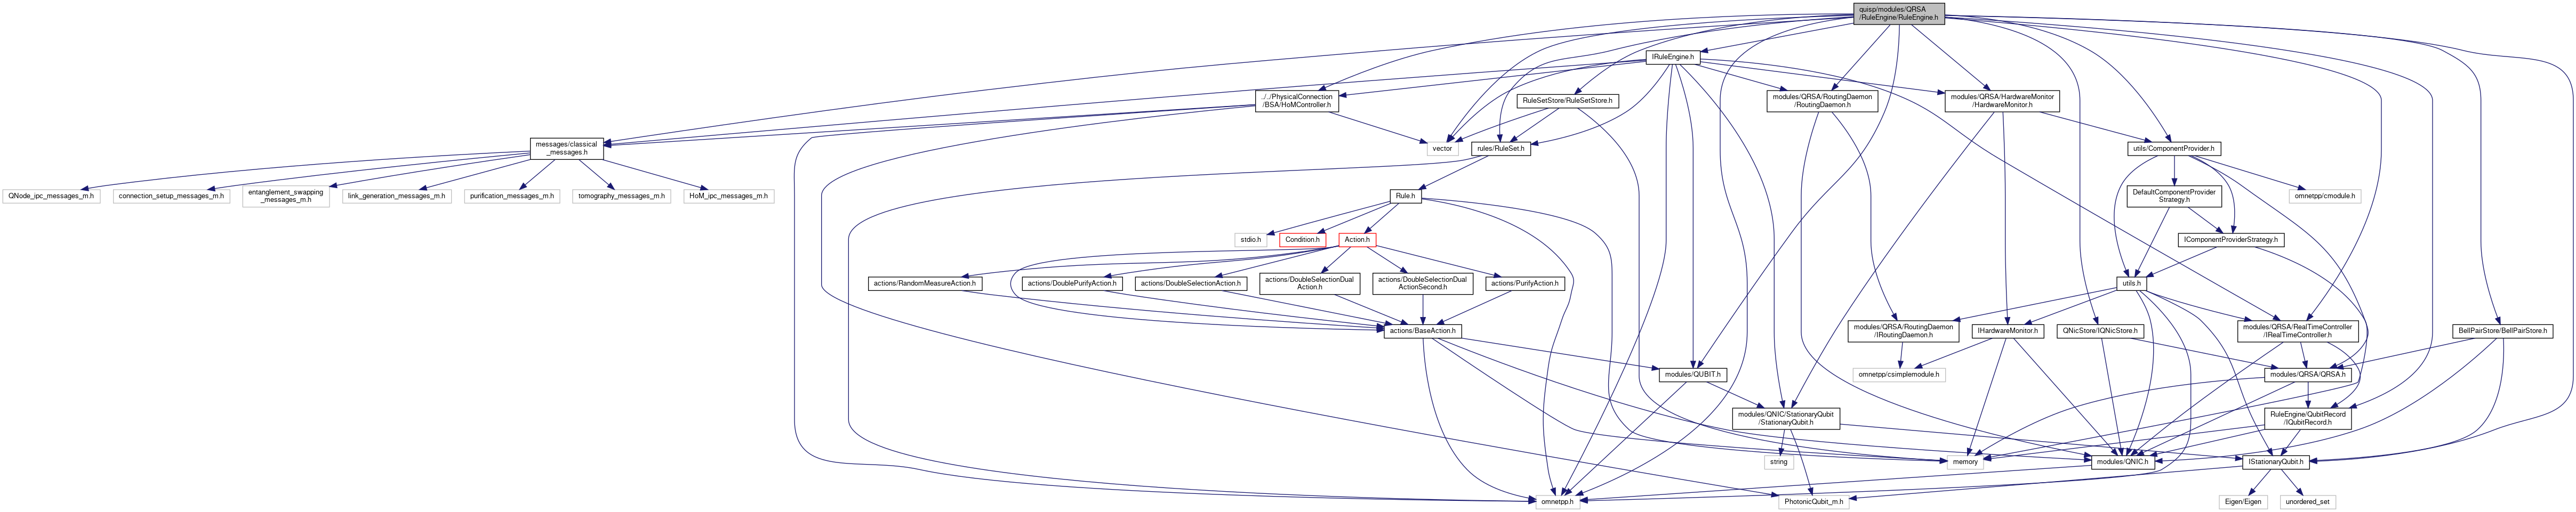 quisp/modules/QRSA
/RuleEngine/RuleEngine.h
IRuleEngine.h
../../PhysicalConnection
/BSA/HoMController.h
RuleSetStore/RuleSetStore.h
modules/QRSA/RoutingDaemon
/RoutingDaemon.h
modules/QRSA/HardwareMonitor
/HardwareMonitor.h
messages/classical
_messages.h
vector
rules/RuleSet.h
utils/ComponentProvider.h
QNode_ipc_messages_m.h
connection_setup_messages_m.h
entanglement_swapping
_messages_m.h
link_generation_messages_m.h
purification_messages_m.h
tomography_messages_m.h
HoM_ipc_messages_m.h
Rule.h
DefaultComponentProvider
Strategy.h
omnetpp/cmodule.h
stdio.h
Condition.h
Action.h
IComponentProviderStrategy.h
actions/RandomMeasureAction.h
actions/DoublePurifyAction.h
actions/DoubleSelectionAction.h
actions/DoubleSelectionDual
Action.h
actions/DoubleSelectionDual
ActionSecond.h
actions/PurifyAction.h
utils.h
actions/BaseAction.h
modules/QRSA/RoutingDaemon
/IRoutingDaemon.h
IHardwareMonitor.h
QNicStore/IQNicStore.h
modules/QRSA/RealTimeController
/IRealTimeController.h
BellPairStore/BellPairStore.h
modules/QUBIT.h
omnetpp/csimplemodule.h
modules/QRSA/QRSA.h
modules/QNIC/StationaryQubit
/StationaryQubit.h
RuleEngine/QubitRecord
/IQubitRecord.h
string
memory
modules/QNIC.h
IStationaryQubit.h
omnetpp.h
PhotonicQubit_m.h
Eigen/Eigen
unordered_set